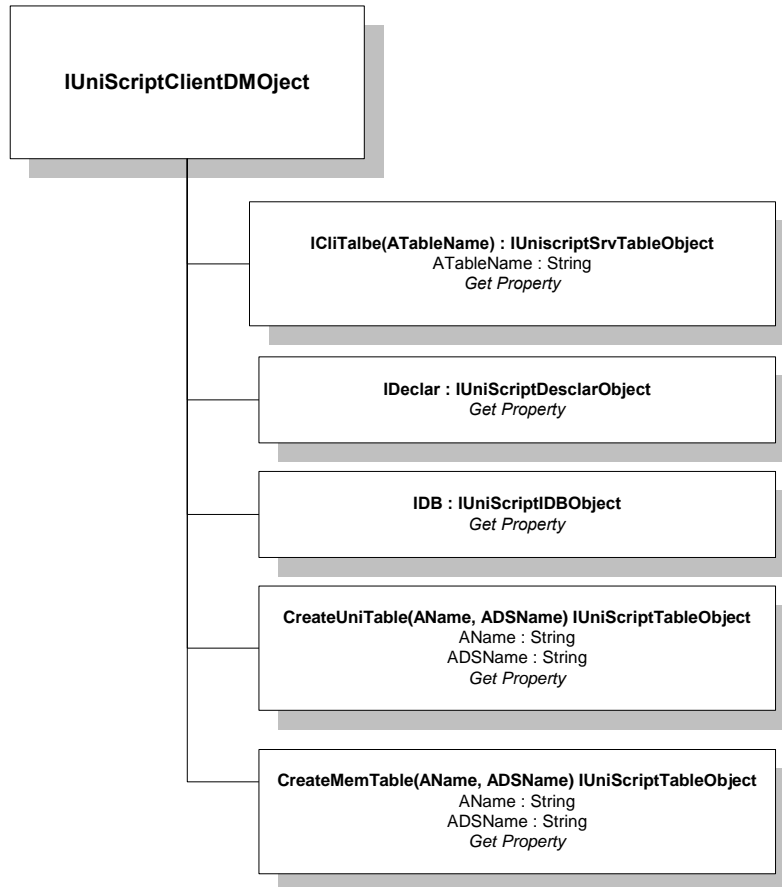 IUniScriptClientDMOject
ICliTalbe(ATableName) : IUniscriptSrvTableObject
ATableName : String
Get Property
IDeclar : IUniScriptDesclarObject
Get Property
IDB : IUniScriptIDBObject
Get Property
CreateUniTable(AName, ADSName) IUniScriptTableObject
AName : String
ADSName : String
Get Property
CreateMemTable(AName, ADSName) IUniScriptTableObject
AName : String
ADSName : String
Get Property